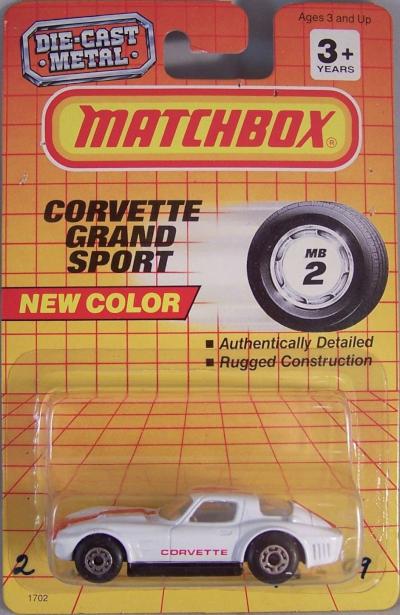 Ages 3 and Up
DIE-CAST
METAL
3+
YEARS
MATCHBOX®
CORVETTE
GRAND
SPORT
MB
2
NEW COLOR
■ Authentically Detailed
■ Rugged Construction
CORVETTE
2
9
1702